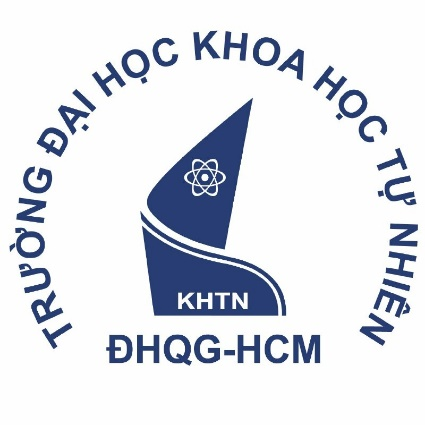 TRƯỜNG ĐẠI HỌC KHOA HỌC TỰ NHIÊN
KHTN
ĐHQG-HCM